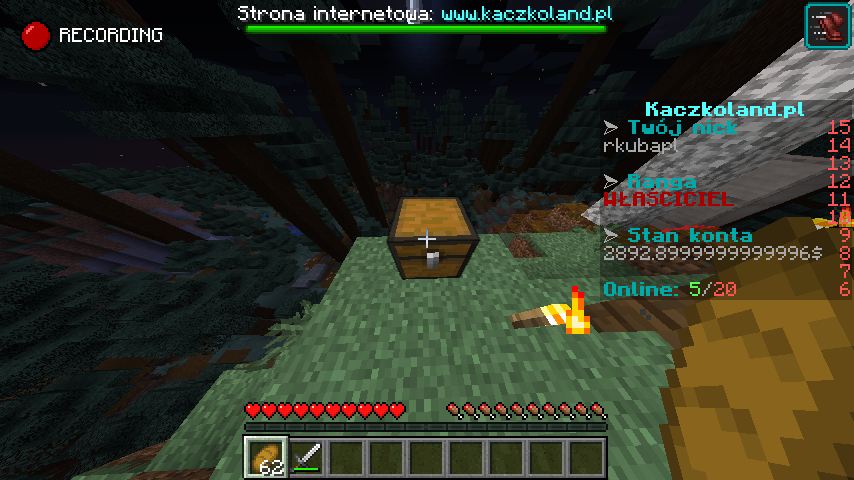 Strona internetowa: www.kaczkoland.pl
RECORDING
Kaczkoland.pl
➢ Twój nick 15
rkubapl 14
13
➢ Ranga 12
WŁAŚCICIEL 11
10
➢ Stan konta 9
2892.8999999999996$ 8
7
Online: 5/20 6
62